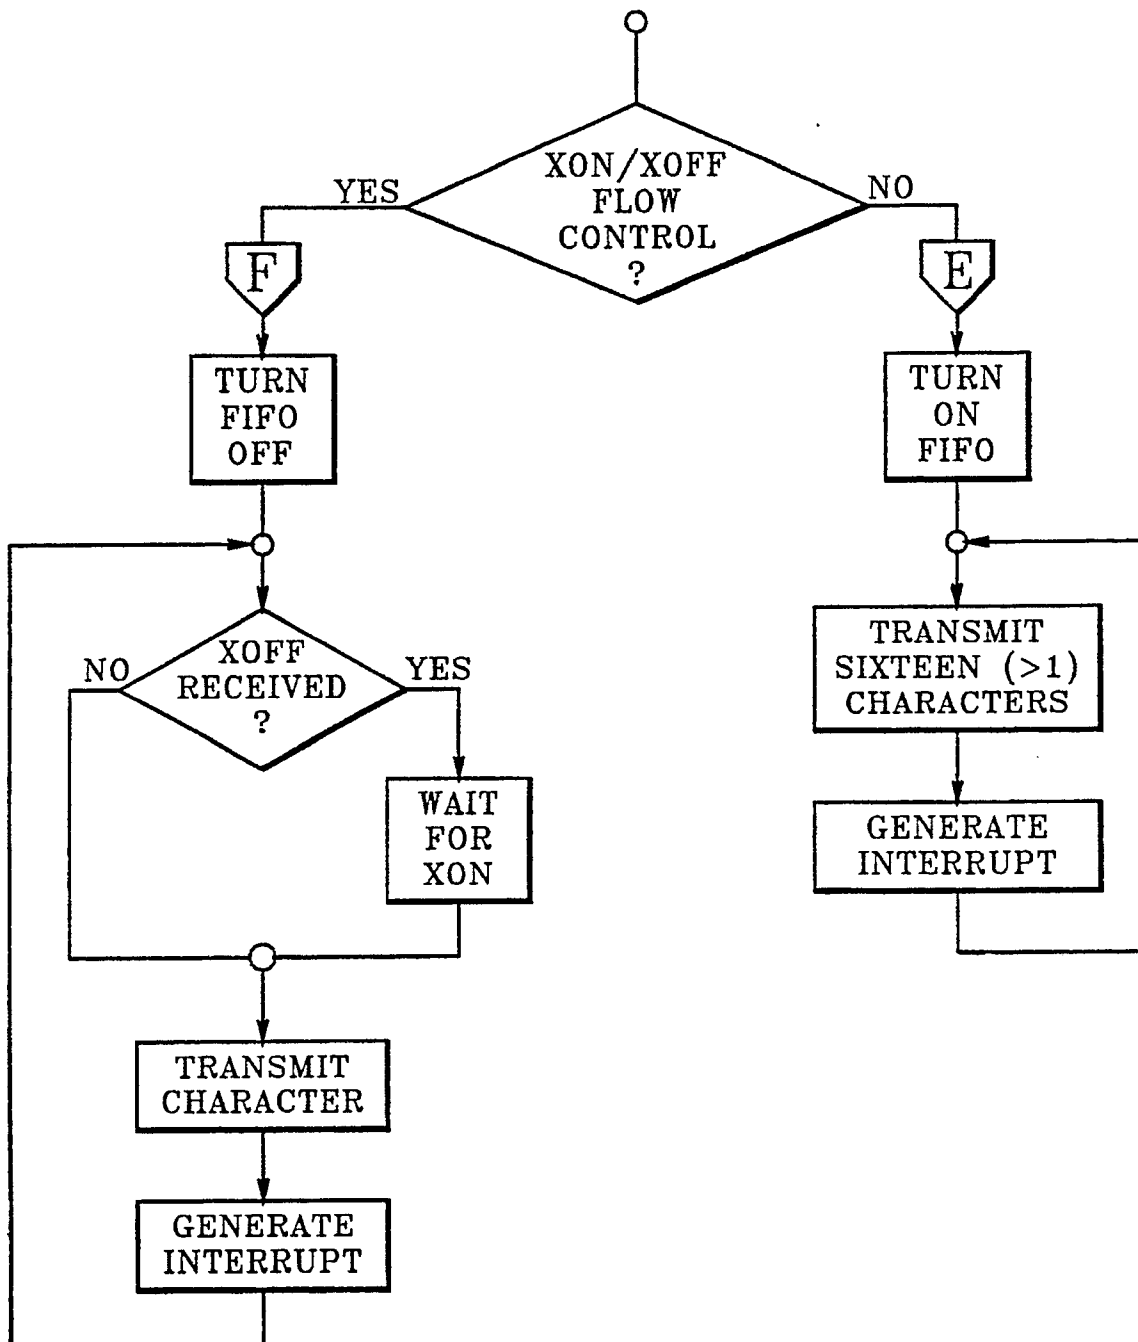 XON/XOFF
FLOW
CONTROL
?
YES
NO
F
E
TURN
FIFO
OFF
TURN
ON
FIFO
XOFF
RECEIVED
?
NO
YES
WAIT
FOR
XON
TRANSMIT
SIXTEEN (>1)
CHARACTERS
GENERATE
INTERRUPT
TRANSMIT
CHARACTER
GENERATE
INTERRUPT